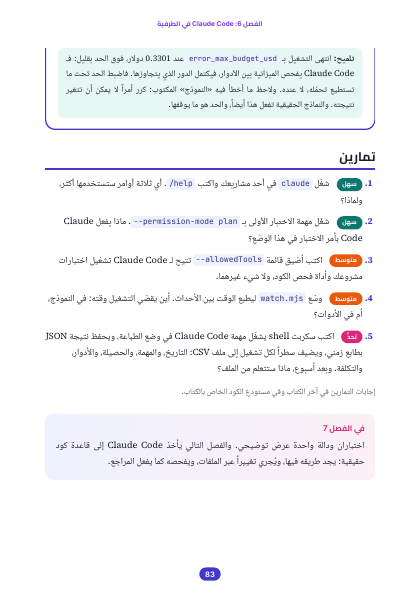 الفصل 6: Claude Code في الطرفية
تلميح: انتهى التشغيل بـ error_max_budget_usd عند 0.3301 دولار، فوق الحد بقليل: فـ
Claude Code يفحص الميزانية بين الأدوار، فيكتمل الدور الذي يتجاوزها. فاضبط الحد تحت ما
تستطيع تحمّله، لا عنده. ولاحظ ما أخطأ فيه «النموذج» المكتوب: كرر أمراً لا يمكن أن تتغير
نتيجته. والنماذج الحقيقية تفعل هذا أيضاً، والحد هو ما يوقفها.
تمارين
1. سهل شغّل claude في أحد مشاريعك واكتب /help. أي ثلاثة أوامر ستستخدمها أكثر،
ولماذا؟
2. سهل شغّل مهمة الاختبار الأولى بـ --permission-mode plan. ماذا يفعل Claude
Code بأمر الاختبار في هذا الوضع؟
3. متوسط اكتب أضيق قائمة --allowedTools تتيح لـ Claude Code تشغيل اختبارات
مشروعك وأداة فحص الكود، ولا شيء غيرهما.
4. متوسط وسّع watch.mjs ليطبع الوقت بين الأحداث. أين يقضي التشغيل وقته: في النموذج،
أم في الأدوات؟
5. تحدٍّ اكتب سكربت shell يشغّل مهمة Claude Code في وضع الطباعة، ويحفظ نتيجة JSON
بطابع زمني، ويضيف سطراً لكل تشغيل إلى ملف CSV: التاريخ، والمهمة، والحصيلة، والأدوار،
والتكلفة. وبعد أسبوع، ماذا ستتعلم من الملف؟
إجابات التمارين في آخر الكتاب وفي مستودع الكود الخاص بالكتاب.
في الفصل 7
اختباران ودالة واحدة عرض توضيحي. والفصل التالي يأخذ Claude Code إلى قاعدة كود
حقيقية: يجد طريقه فيها، ويُجري تغييراً عبر الملفات، ويفحصه كما يفعل المراجع.
83